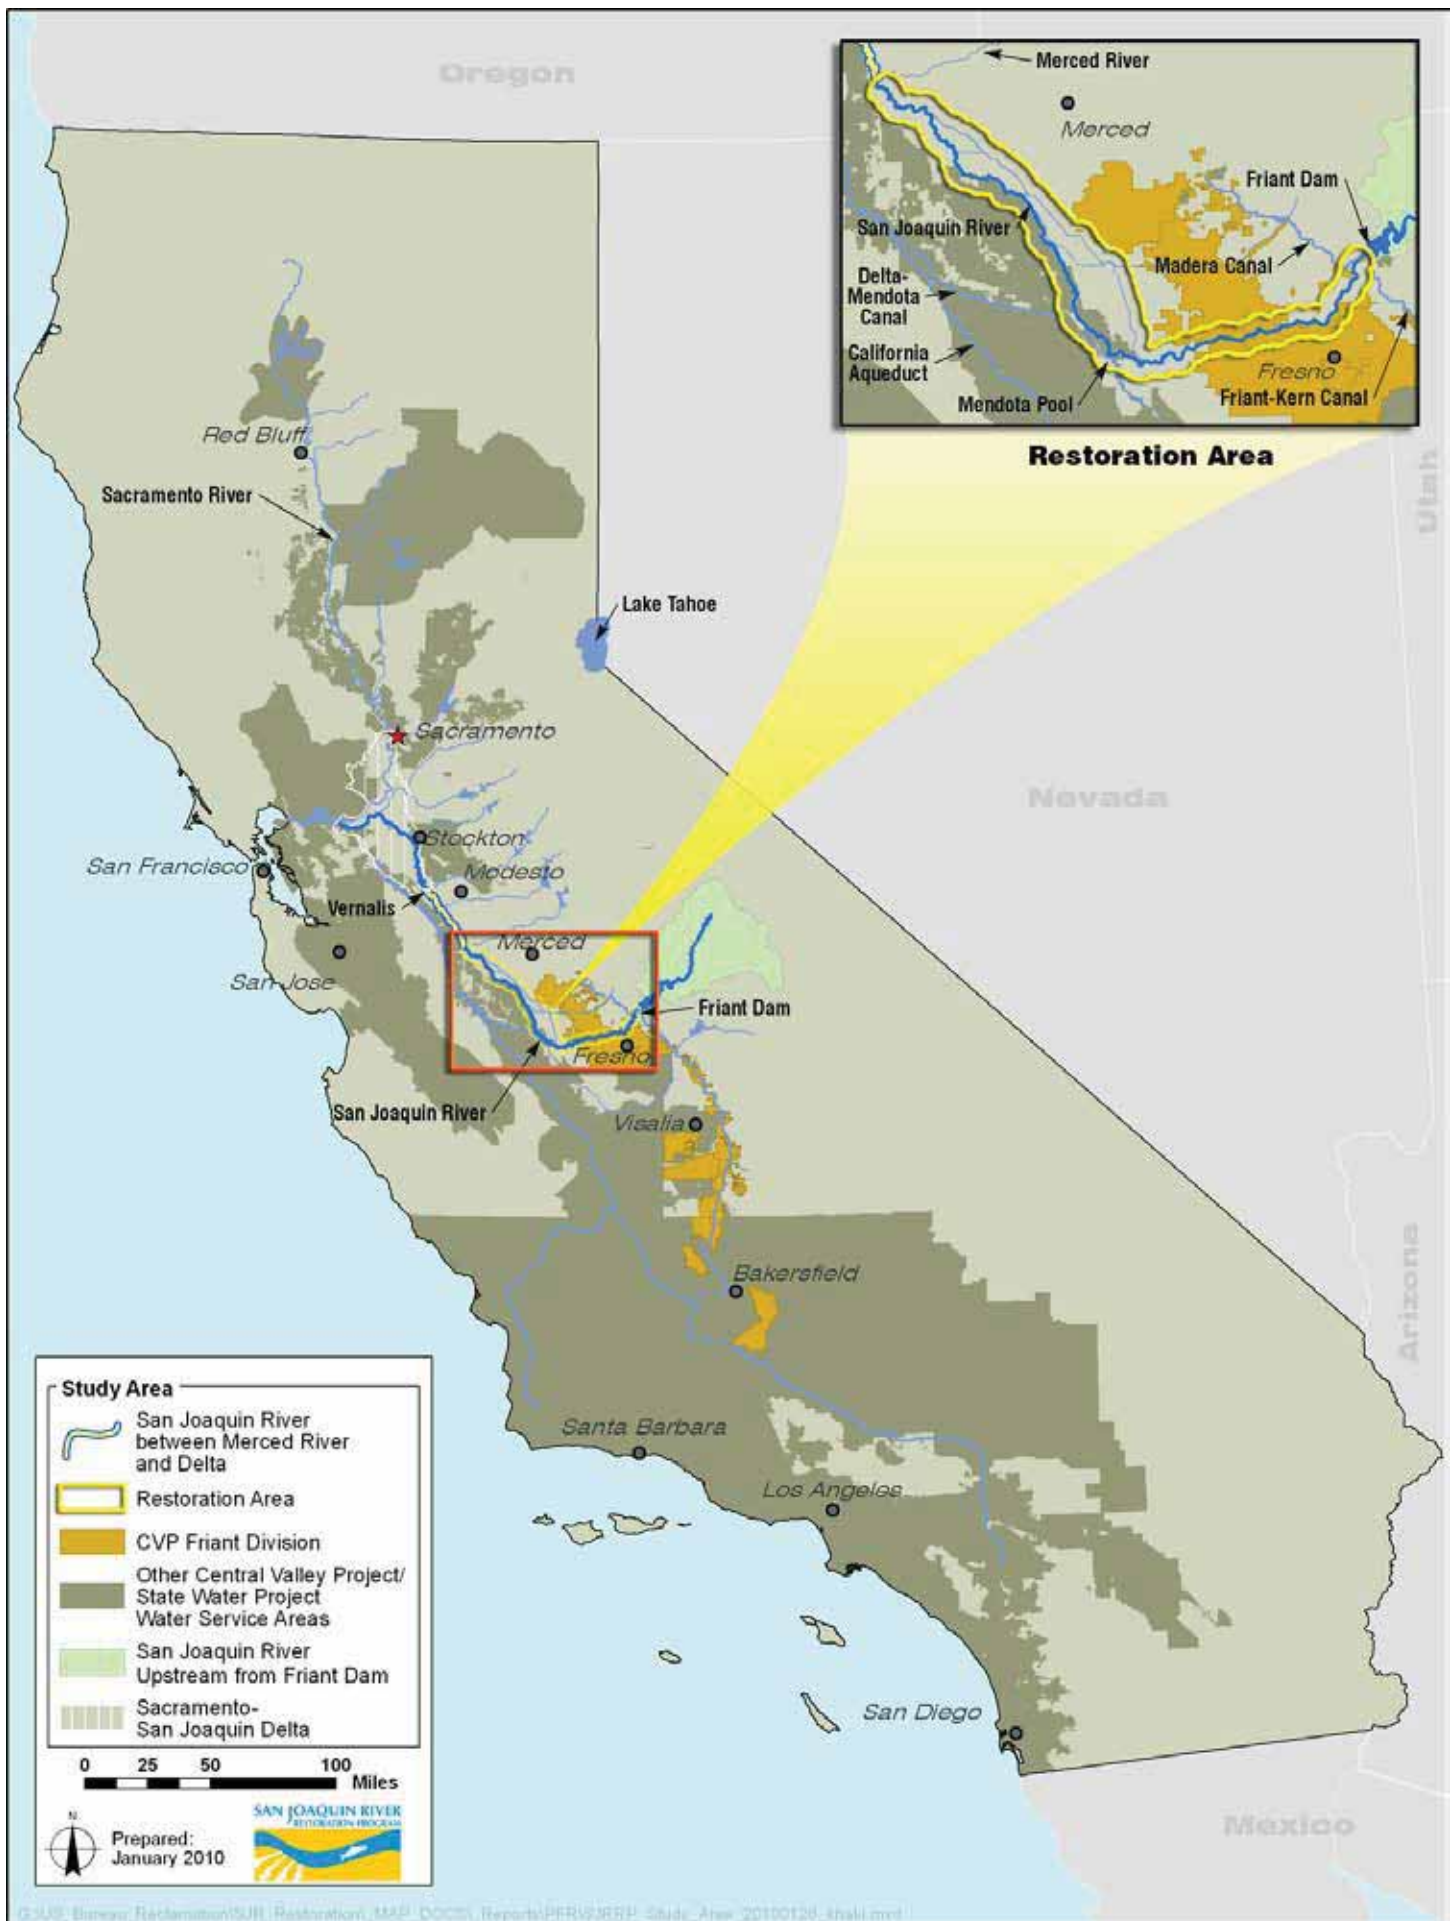 Oregon
Merced River
Merced
Friant Dam
San Joaquin River
Madera Canal
Delta-
Mendota
Canal
California
Aqueduct
Fresno
Mendota Pool
Friant-Kern Canal
Restoration Area
Utah
Red Bluff
Sacramento River
Lake Tahoe
Sacramento
Nevada
Stockton
San Francisco
Modesto
Vernalis
Merced
San Jose
Friant Dam
Fresno
San Joaquin River
Visalia
Arizona
Bakersfield
Santa Barbara
Los Angeles
San Diego
Mexico
Study Area
San Joaquin River
between Merced River
and Delta
Restoration Area
CVP Friant Division
Other Central Valley Project/
State Water Project
Water Service Areas
San Joaquin River
Upstream from Friant Dam
Sacramento-
San Joaquin Delta
0 25 50 100
Miles
N
Prepared:
January 2010
SAN JOAQUIN RIVER
RESTORATION PROGRAM